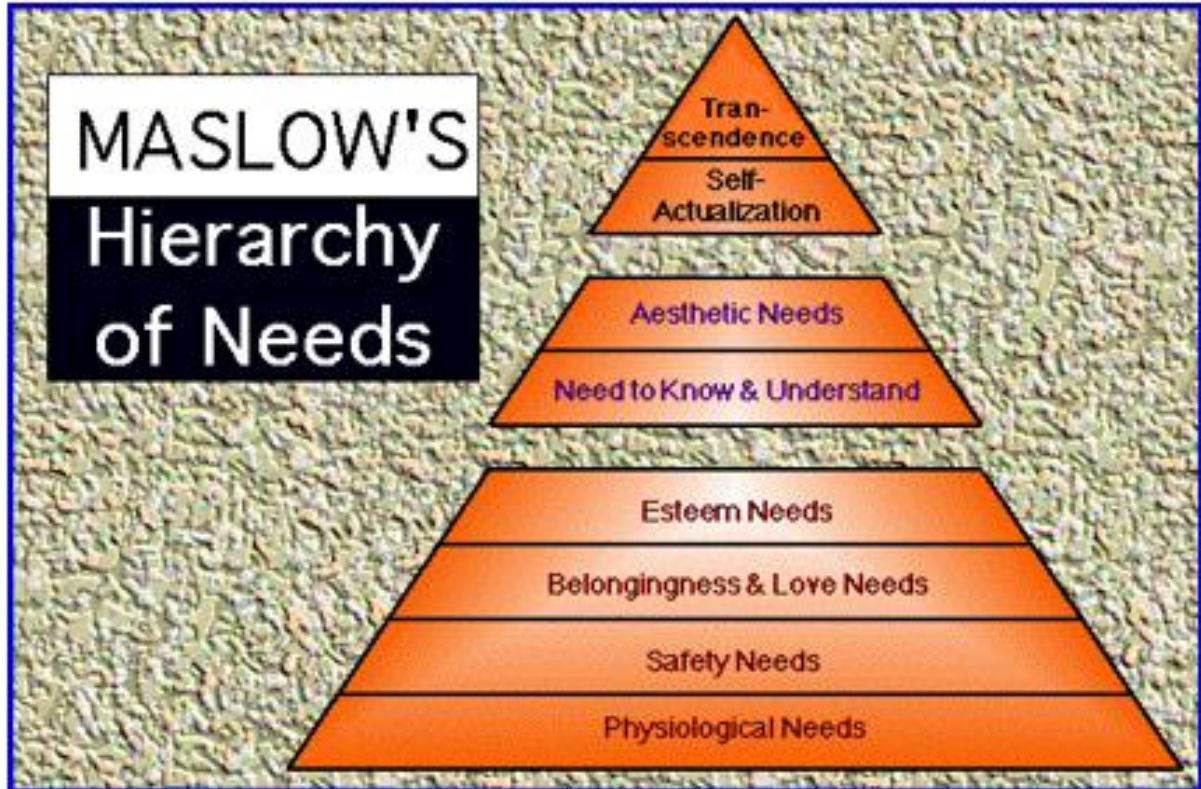 MASLOW'S
Hierarchy
of Needs
Tran-
scendence
Self-
Actualization
Aesthetic Needs
Need to Know & Understand
Esteem Needs
Belongingness & Love Needs
Safety Needs
Physiological Needs